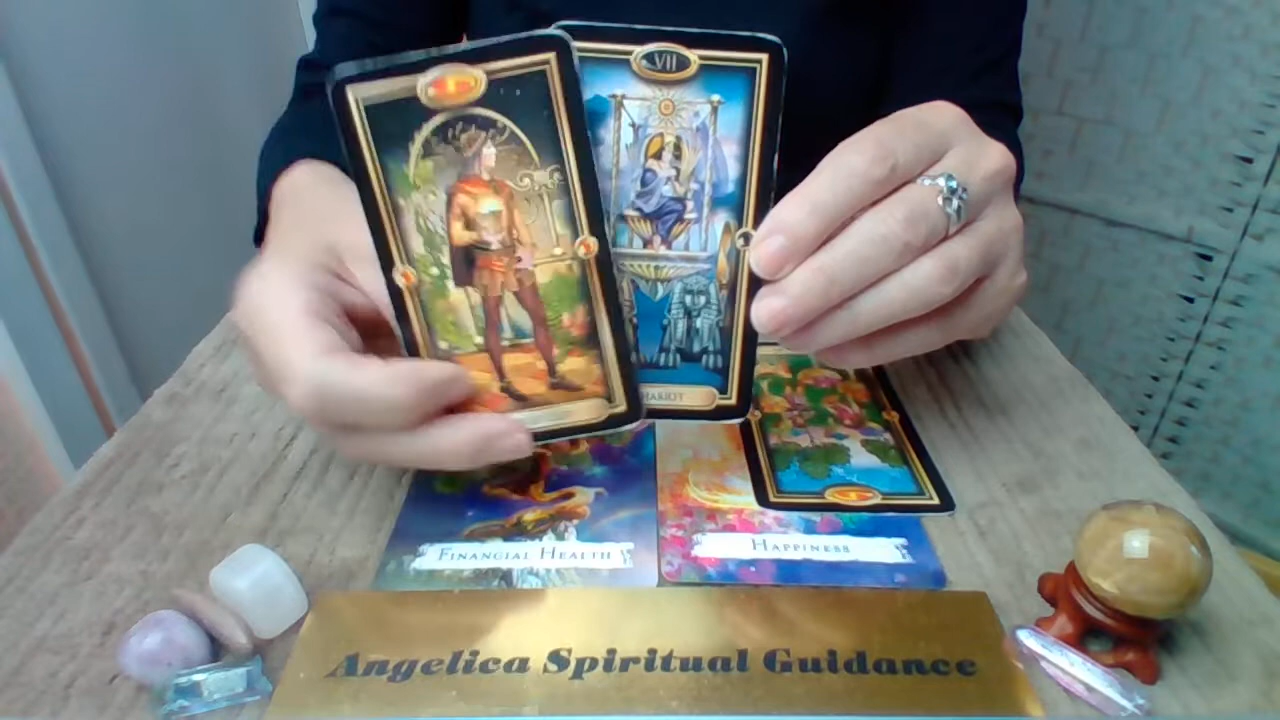 VII
HARIOT
Financial Health
Happiness
Angelica Spiritual Guidance